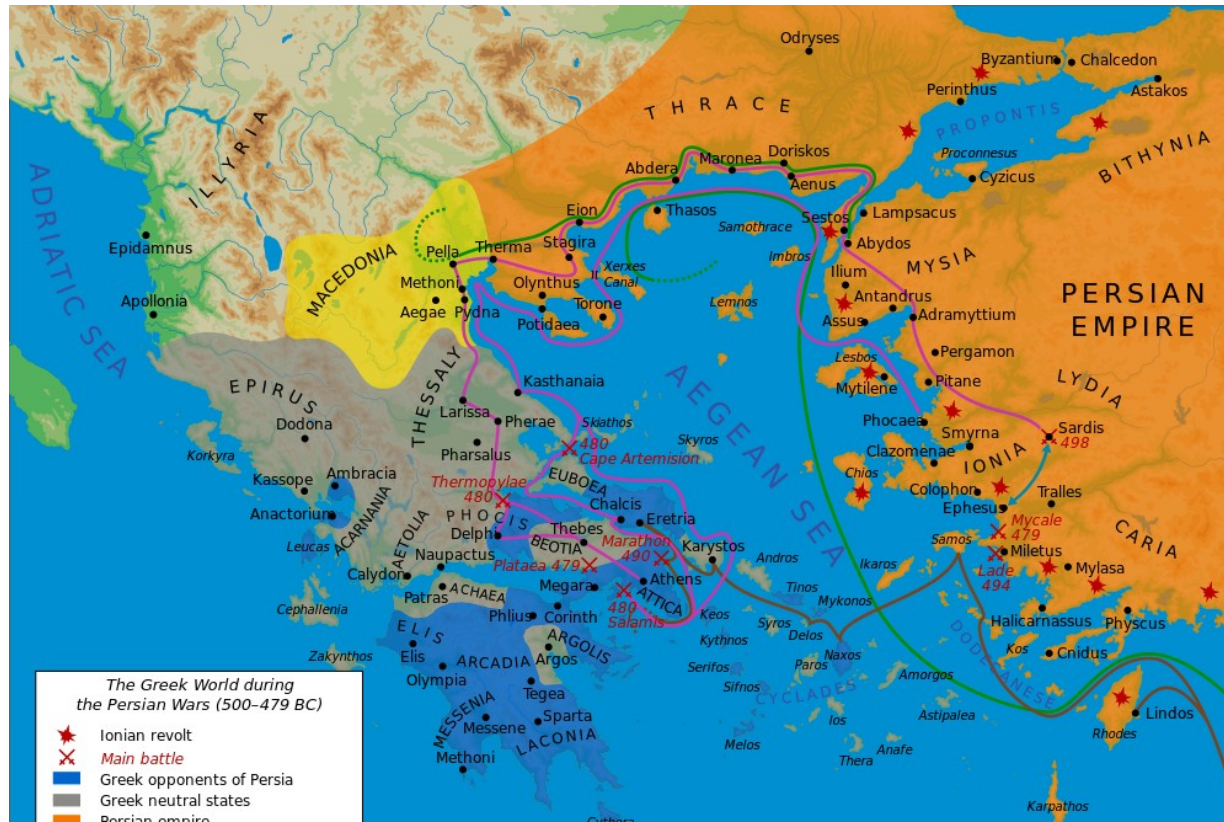 Odryses
Byzantium
Chalcedon
Perinthus
Astakos
THRACE
PROPONTIS
BITHYNIA
Proconnesus
Cyzicus
ILLYRIA
ADRIATIC SEA
Abdera
Maronea
Doriskos
Aenus
Eion
Thasos
Samothrace
Sestos
Lampsacus
Abydos
Imbros
Epidamnus
MACEDONIA
Pella
Therma
Stagira
Xerxes
Canal
MYSIA
Ilium
Methoni
Olynthus
Antandrus
PERSIAN
EMPIRE
Apollonia
Aegae
Pydna
Potidaea
Torone
Lemnos
Assus
Adramyttium
EPIRUS
THESSALY
Kasthanaia
AEGEAN SEA
Lesbos
Pergamon
Mytilene
Pitane
LYDIA
Larissa
Dodona
Pherae
Skiathos
Phocaea
Korkyra
Pharsalus
480
Cape Artemision
Skyros
Smyrna
Sardis
498
Clazomenae
IONIA
Kassope
Ambracia
Thermopylae
480
EUBOEA
Chios
Colophon
Tralles
Anactorium
ACARNANIA
AETOLIA
PHOCIS
Chalcis
Eretria
Ephesus
Leucas
Delphi
BEOTIA
Thebes
Marathon
490
Karystos
Samos
Mycale
479
CARIA
Naupactus
Plataea 479
Andros
Ikaros
Miletus
Lade
494
Mylasa
Calydon
Patras
ACHAEA
Megara
Athens
ATTICA
Tinos
Mykonos
Cephallenia
Phlius
Corinth
480
Salamis
Keos
Syros
Delos
Halicarnassus
Physcus
ELIS
Elis
ARGOLIS
Argos
Kythnos
Naxos
DODECANESE
Kos
Cnidus
Zakynthos
ARCADIA
Olympia
Serifos
Paros
Amorgos
Tegea
Sifnos
CYCLADES
MESSENIA
Messene
Sparta
Ios
Astipalea
Lindos
Rhodes
LACONIA
Melos
Anafe
Thera
Methoni
Karpathos
Cythera
The Greek World during
the Persian Wars (500–479 BC)
Ionian revolt
Main battle
Greek opponents of Persia
Greek neutral states
Persian empire